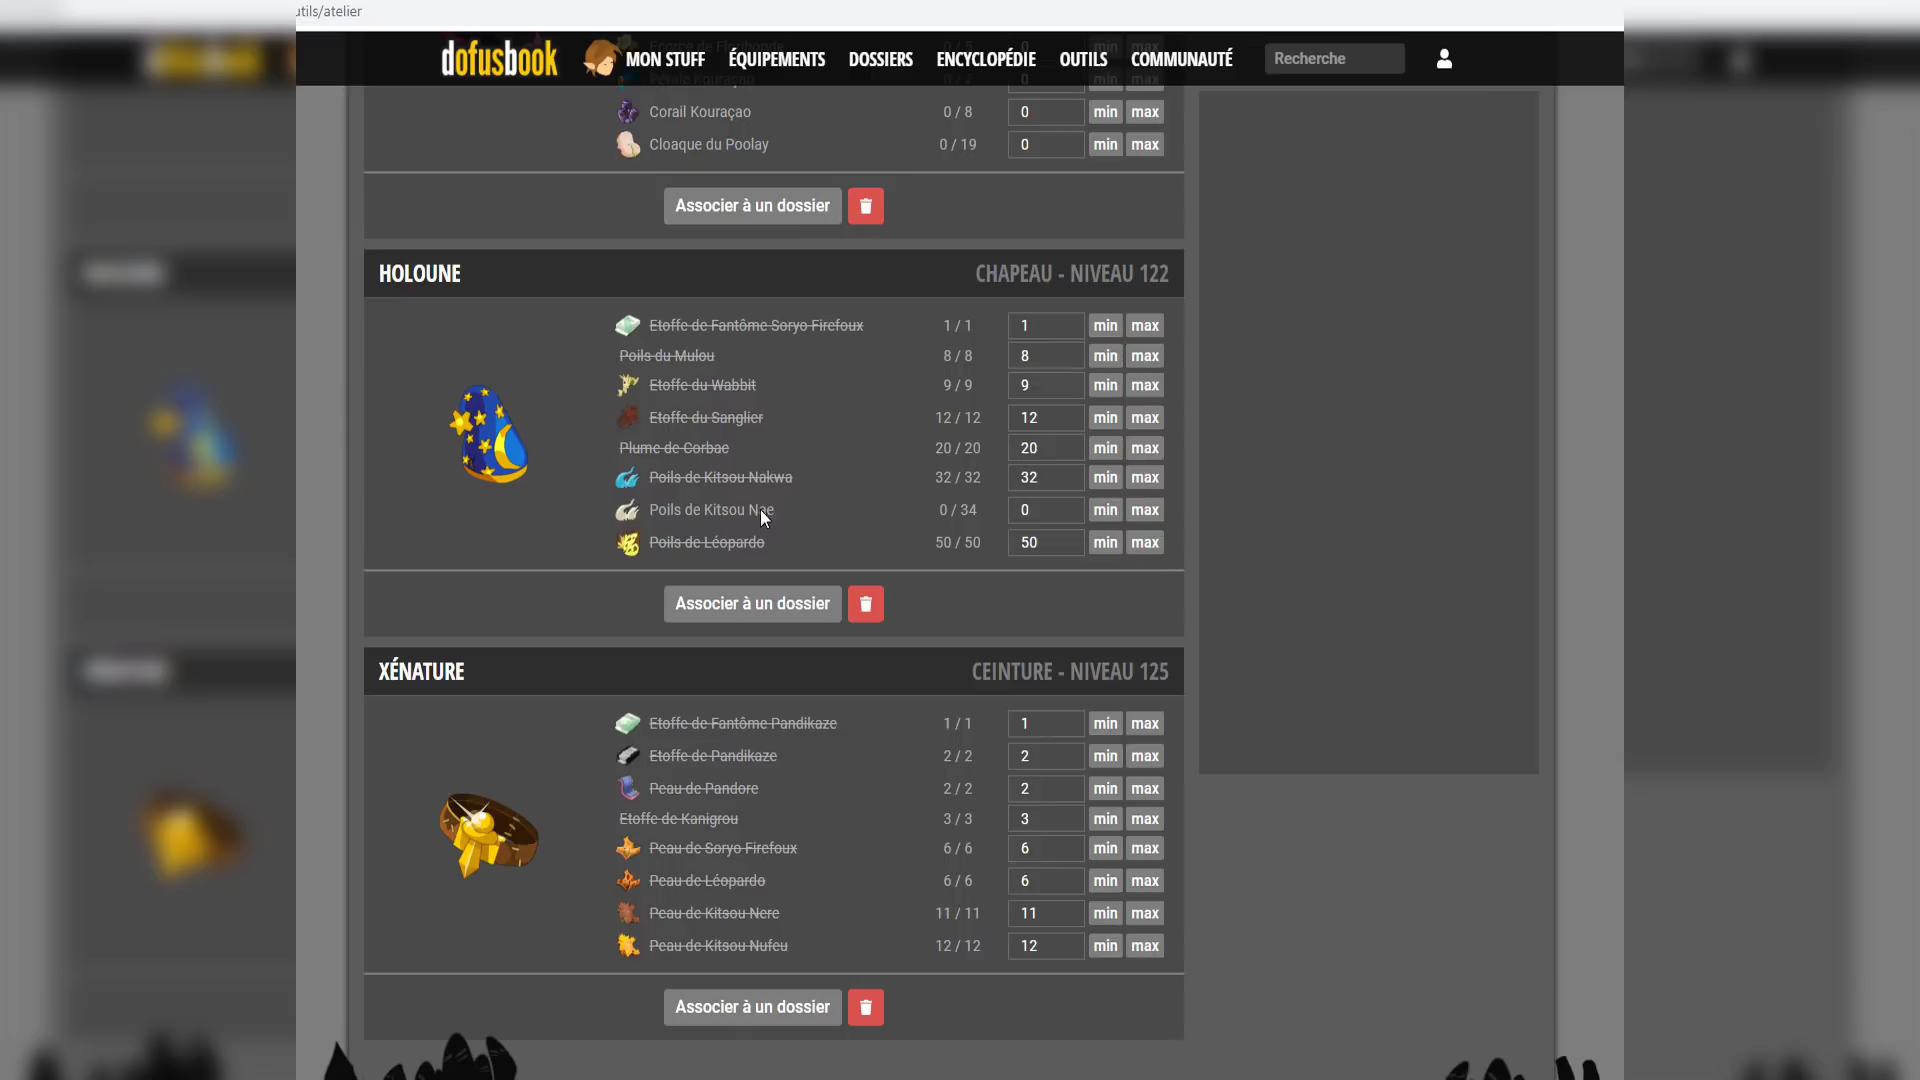 utils/atelier
dofusbook MON STUFF ÉQUIPEMENTS DOSSIERS ENCYCLOPÉDIE OUTILS COMMUNAUTÉ Recherche
Corail Kouraçao 0 / 8 0 min max
Cloaque du Poolay 0 / 19 0 min max
Associer à un dossier
HOLOUNE CHAPEAU - NIVEAU 122
Etoffe de Fantôme Soryo Firefoux 1 / 1 1 min max
Poils du Mulou 8 / 8 8 min max
Etoffe du Wabbit 9 / 9 9 min max
Etoffe du Sanglier 12 / 12 12 min max
Plume de Corbac 20 / 20 20 min max
Poils de Kitsou Nakwa 32 / 32 32 min max
Poils de Kitsou Nae 0 / 34 0 min max
Poils de Léopardo 50 / 50 50 min max
Associer à un dossier
XÉNATURE CEINTURE - NIVEAU 125
Etoffe de Fantôme Pandikaze 1 / 1 1 min max
Etoffe de Pandikaze 2 / 2 2 min max
Peau de Pandore 2 / 2 2 min max
Etoffe de Kanigrou 3 / 3 3 min max
Peau de Soryo Firefoux 6 / 6 6 min max
Peau de Léopardo 6 / 6 6 min max
Peau de Kitsou Nere 11 / 11 11 min max
Peau de Kitsou Nufeu 12 / 12 12 min max
Associer à un dossier